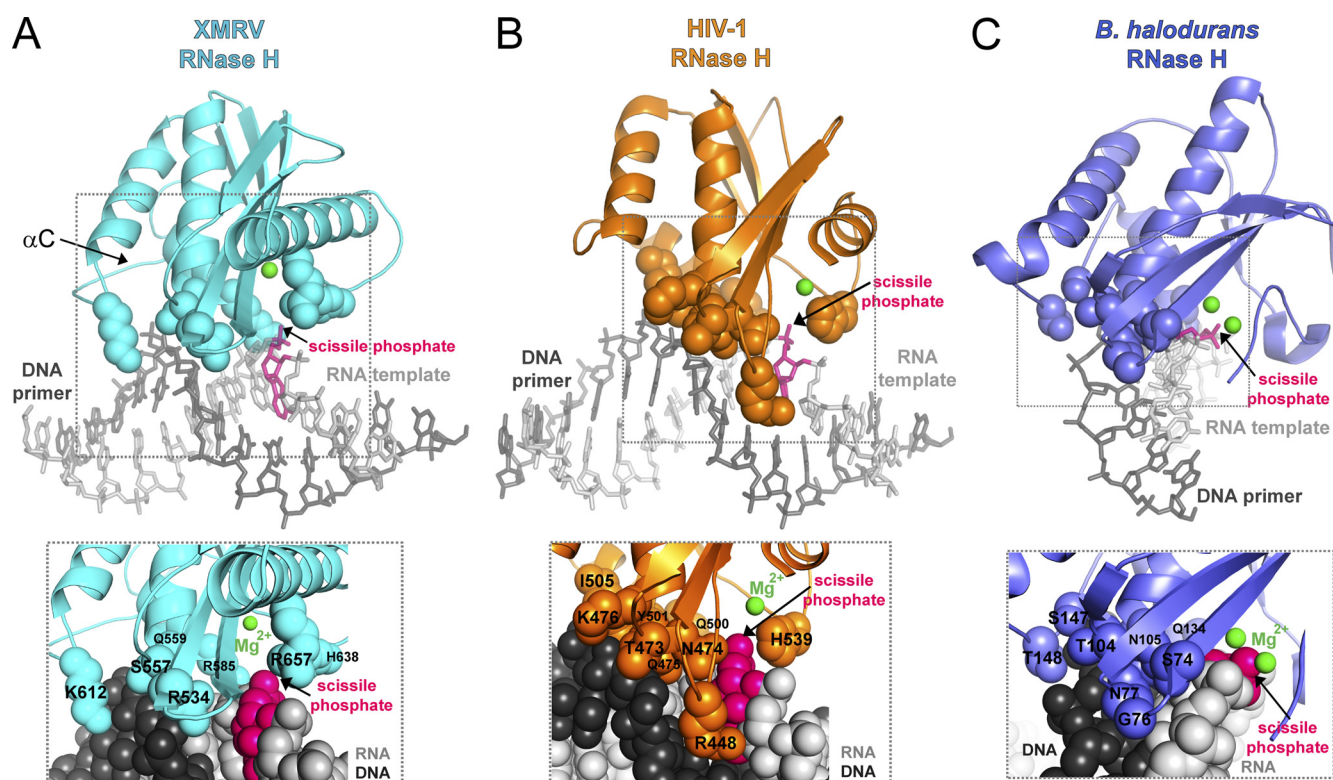 A
XMRV
RNase H
αC
scissile phosphate
DNA
primer
RNA template
K612
Q559
S557
R534
R585
Mg2+
R657
H638
scissile
phosphate
RNA
DNA
B
HIV-1
RNase H
scissile
phosphate
DNA
primer
RNA
template
I505
K476
Y501
T473
Q475
Q500
N474
R448
Mg2+
H539
scissile
phosphate
RNA
DNA
C
B. halodurans
RNase H
scissile
phosphate
RNA template
DNA primer
S147
T148
T104
N105
Q134
S74
N77
G76
Mg2+
scissile
phosphate
DNA
RNA